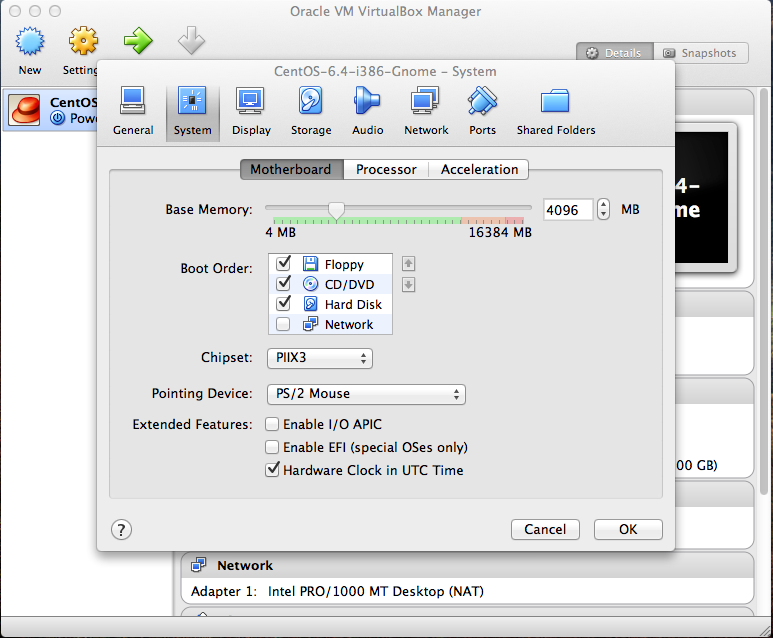 Oracle VM VirtualBox Manager
New
Setting
Details
Snapshots
CentOS
Powe
CentOS-6.4-i386-Gnome – System
General
System
Display
Storage
Audio
Network
Ports
Shared Folders
Motherboard
Processor
Acceleration
Base Memory:
4096
MB
4 MB
16384 MB
Boot Order:
Floppy
CD/DVD
Hard Disk
Network
Chipset:
PIIX3
Pointing Device:
PS/2 Mouse
Extended Features:
Enable I/O APIC
Enable EFI (special OSes only)
Hardware Clock in UTC Time
?
Cancel
OK
4-
me
00 GB)
Network
Adapter 1: Intel PRO/1000 MT Desktop (NAT)